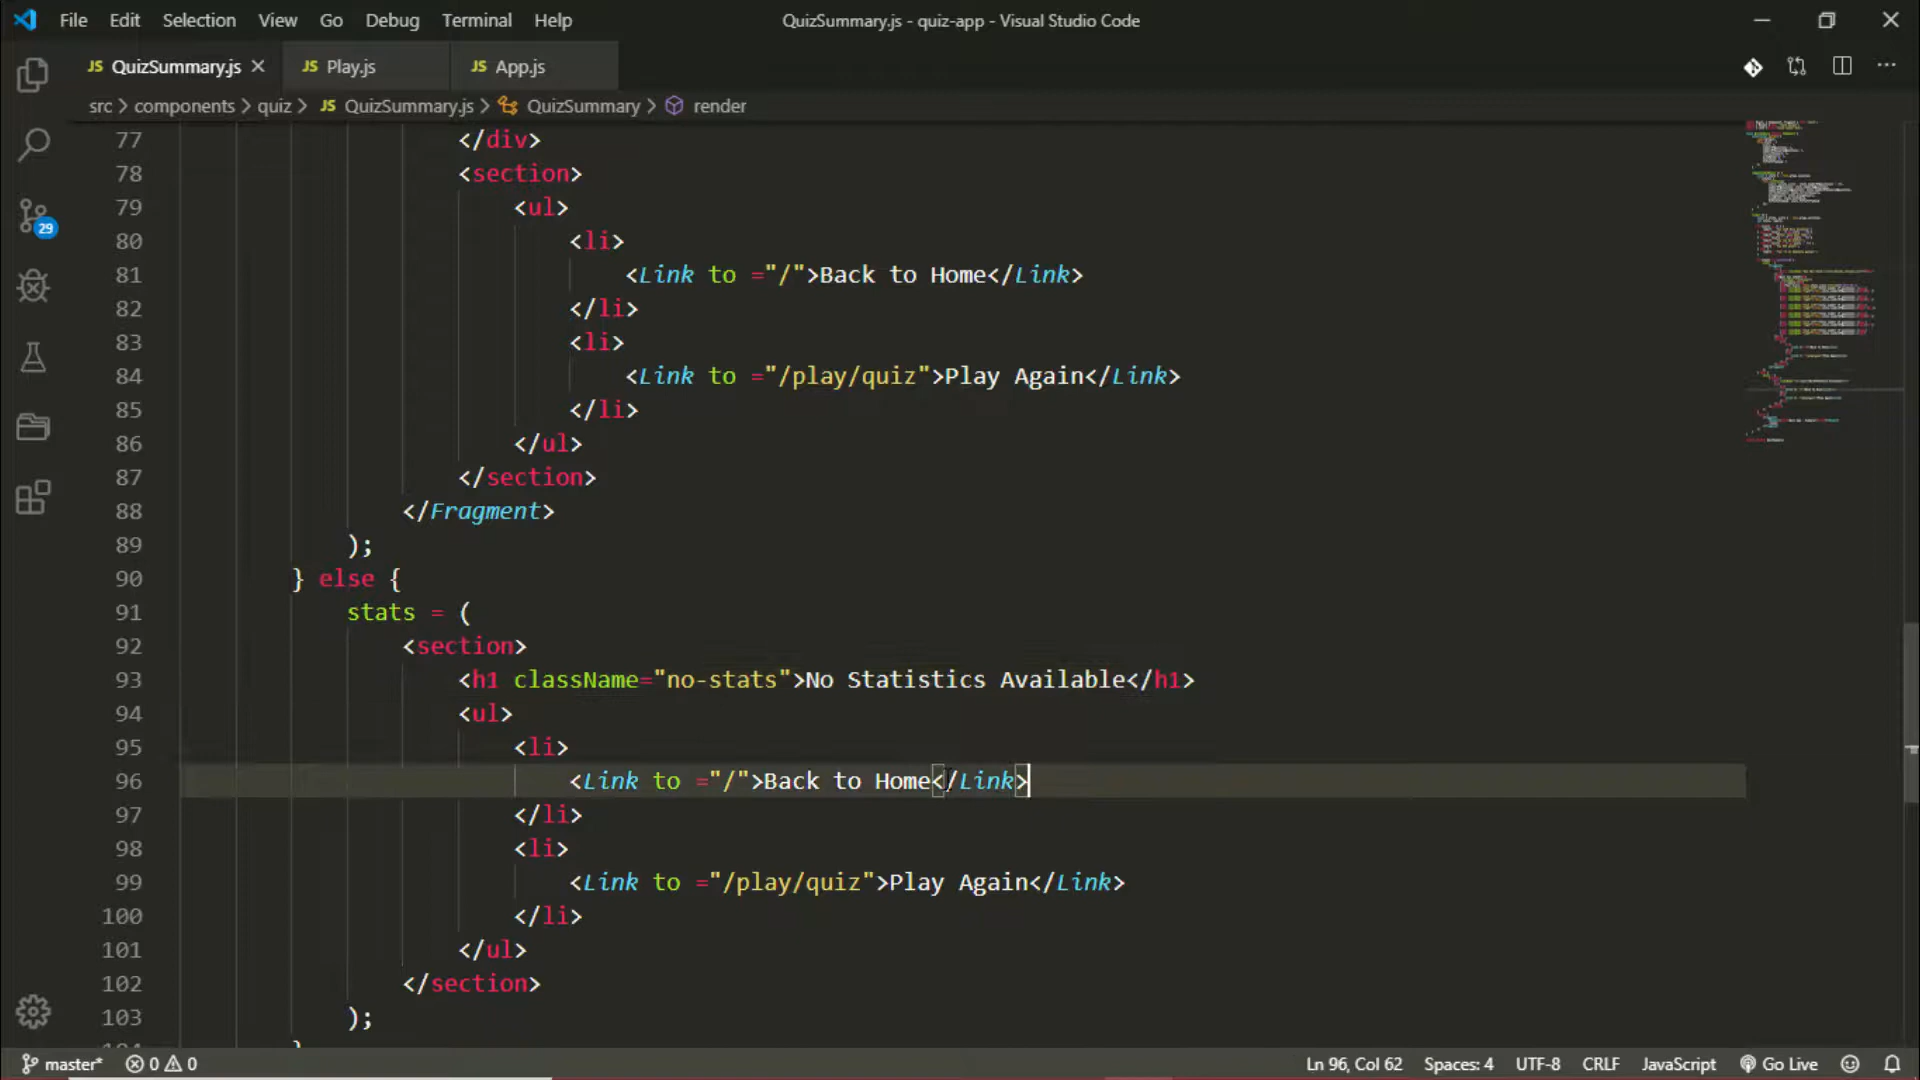 File Edit Selection View Go Debug Terminal Help QuizSummary.js - quiz-app - Visual Studio Code
JS QuizSummary.js JS Play.js JS App.js
src > components > quiz > JS QuizSummary.js > QuizSummary > render
77 </div>
78 <section>
79 <ul>
80 <li>
81 <Link to ="/">Back to Home</Link>
82 </li>
83 <li>
84 <Link to ="/play/quiz">Play Again</Link>
85 </li>
86 </ul>
87 </section>
88 </Fragment>
89 );
90 } else {
91 stats = (
92 <section>
93 <h1 className="no-stats">No Statistics Available</h1>
94 <ul>
95 <li>
96 <Link to ="/">Back to Home</Link>
97 </li>
98 <li>
99 <Link to ="/play/quiz">Play Again</Link>
100 </li>
101 </ul>
102 </section>
103 );
29
master* 0 0 Ln 96, Col 62 Spaces: 4 UTF-8 CRLF JavaScript Go Live